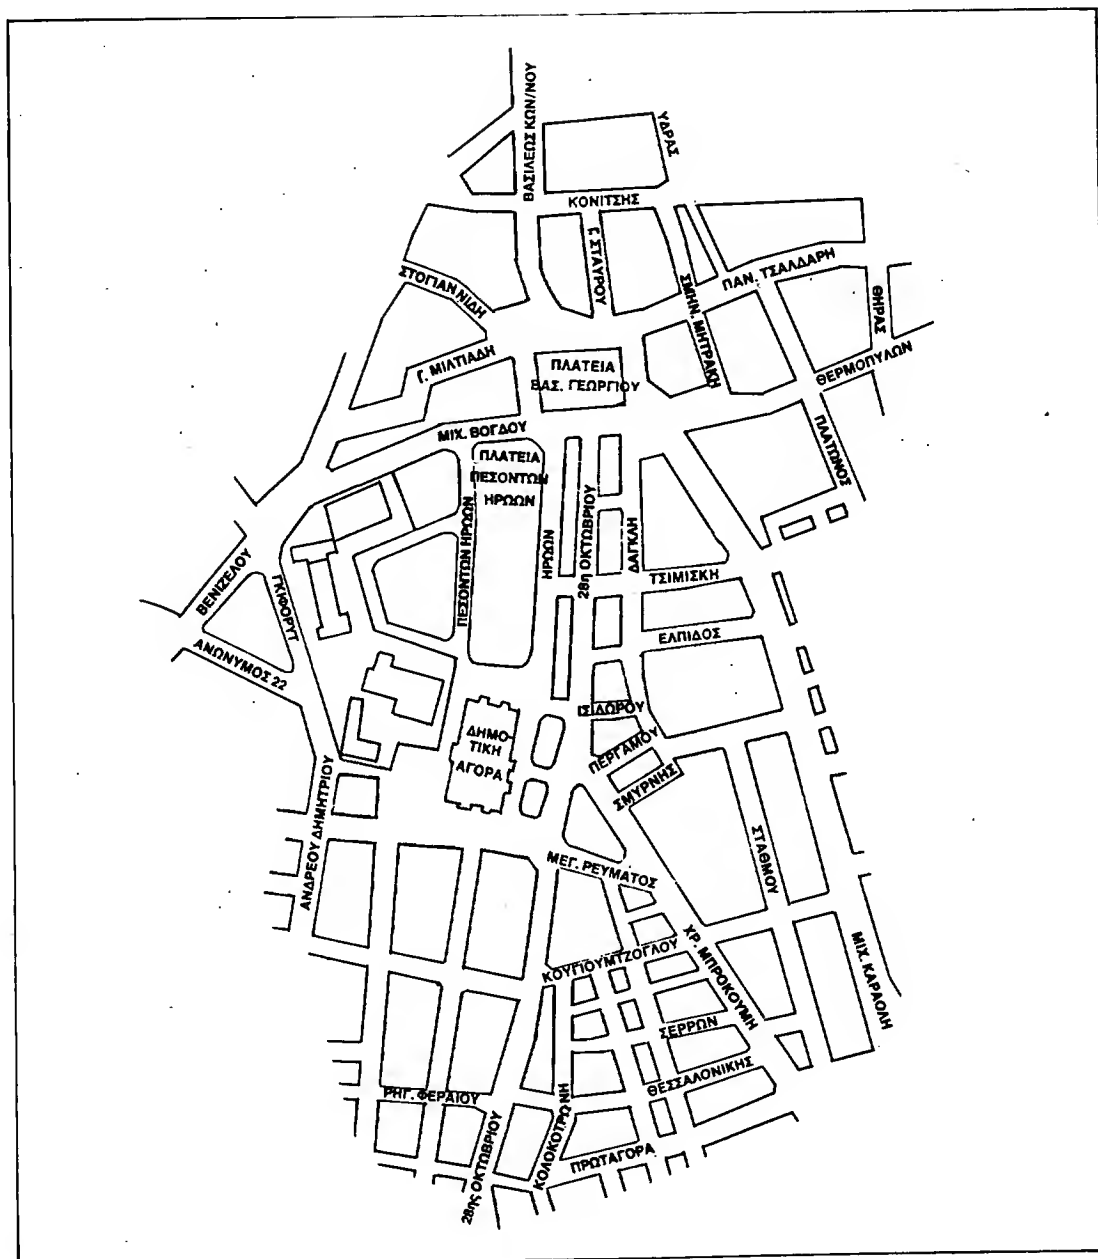 ΒΑΣΙΛΕΩΣ ΚΩΝ/ΝΟΥ
ΥΔΡΑΣ
ΚΟΝΙΤΣΗΣ
Γ. ΣΤΑΥΡΟΥ
ΠΑΝ. ΤΣΑΛΔΑΡΗ
ΣΤΟΓΙΑΝΝΙΔΗ
ΣΜΗΝ. ΜΗΤΡΑΚΗ
ΘΗΡΑΣ
Γ. ΜΙΛΤΙΑΔΗ
ΠΛΑΤΕΙΑ
ΒΑΣ. ΓΕΩΡΓΙΟΥ
ΘΕΡΜΟΠΥΛΩΝ
ΜΙΧ. ΒΟΓΔΟΥ
ΠΛΑΤΩΝΟΣ
ΠΛΑΤΕΙΑ
ΠΕΣΟΝΤΩΝ
ΗΡΩΩΝ
ΠΕΣΟΝΤΩΝ ΗΡΩΩΝ
ΗΡΩΩΝ
28η ΟΚΤΩΒΡΙΟΥ
ΔΑΓΚΛΗ
ΤΣΙΜΙΣΚΗ
ΒΕΝΙΖΕΛΟΥ
ΓΚΙΦΟΡΥΤ
ΕΛΠΙΔΟΣ
ΑΝΩΝΥΜΟΣ 22
ΙΣΙΔΩΡΟΥ
ΔΗΜΟ-
ΤΙΚΗ
ΑΓΟΡΑ
ΠΕΡΓΑΜΟΥ
ΣΜΥΡΝΗΣ
ΑΝΔΡΕΟΥ ΔΗΜΗΤΡΙΟΥ
ΣΤΑΘΜΟΥ
ΜΕΓ. ΡΕΥΜΑΤΟΣ
ΚΟΥΓΙΟΥΜΤΖΟΓΛΟΥ
ΧΡ. ΜΠΡΟΚΟΥΜΗ
ΜΙΧ. ΚΑΡΑΟΛΗ
ΣΕΡΡΩΝ
ΘΕΣΣΑΛΟΝΙΚΗΣ
ΡΗΓ. ΦΕΡΑΙΟΥ
28ης ΟΚΤΩΒΡΙΟΥ
ΚΟΛΟΚΟΤΡΩΝΗ
ΠΡΩΤΑΓΟΡΑ